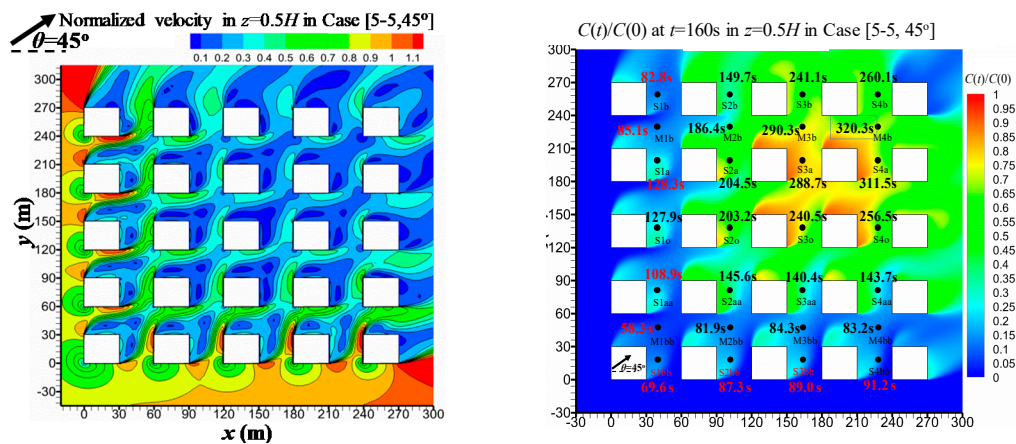 Normalized velocity in z=0.5H in Case [5-5,45°]
θ=45°
0.1 0.2 0.3 0.4 0.5 0.6 0.7 0.8 0.9 1 1.1
300
270
240
210
180
150
120
90
60
30
0
-30
y (m)
0 30 60 90 120 150 180 210 240 270 300
x (m)
C(t)/C(0) at t=160s in z=0.5H in Case [5-5, 45°]
300
270
240
210
180
-150
120
90
60
30
0
-30
82.8s 149.7s 241.1s 260.1s
S1b S2b S3b S4b
85.1s 186.4s 290.3s 320.3s
M1b M2b M3b M4b
S1a S2a S3a S4a
128.3s 204.5s 288.7s 311.5s
127.9s 203.2s 240.5s 256.5s
S1o S2o S3o S4o
108.9s 145.6s 140.4s 143.7s
S1aa S2aa S3aa S4aa
58.3s 81.9s 84.3s 83.2s
M1bb M2bb M3bb M4bb
θ=45° S1bb S2bb S3bb S4bb
69.6s 87.3s 89.0s 91.2s
-30 0 30 60 90 120 150 180 210 240 270 300
x (m)
C(t)/C(0)
1
0.95
0.9
0.85
0.8
0.75
0.7
0.65
0.6
0.55
0.5
0.45
0.4
0.35
0.3
0.25
0.2
0.15
0.1
0.05
0